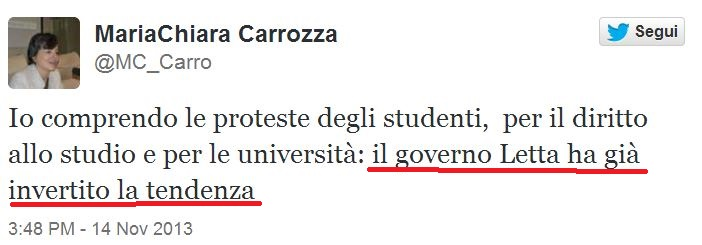 MariaChiara Carrozza
@MC_Carro
Segui
Io comprendo le proteste degli studenti,  per il diritto
allo studio e per le università: il governo Letta ha già
invertito la tendenza
3:48 PM - 14 Nov 2013